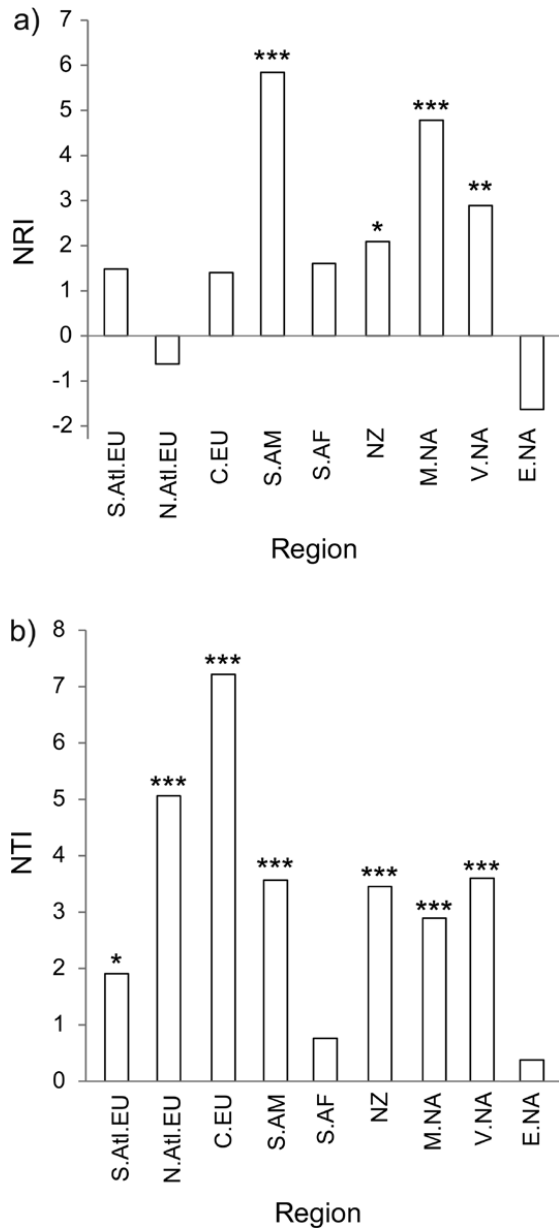 a)
7
6
5
4
3
2
1
0
-1
-2
NRI
***
*
***
**
S.Atl.EU
N.Atl.EU
C.EU
S.AM
S.AF
NZ
M.NA
V.NA
E.NA
Region
b)
8
7
6
5
4
3
2
1
0
NTI
*
***
***
***
***
***
***
S.Atl.EU
N.Atl.EU
C.EU
S.AM
S.AF
NZ
M.NA
V.NA
E.NA
Region